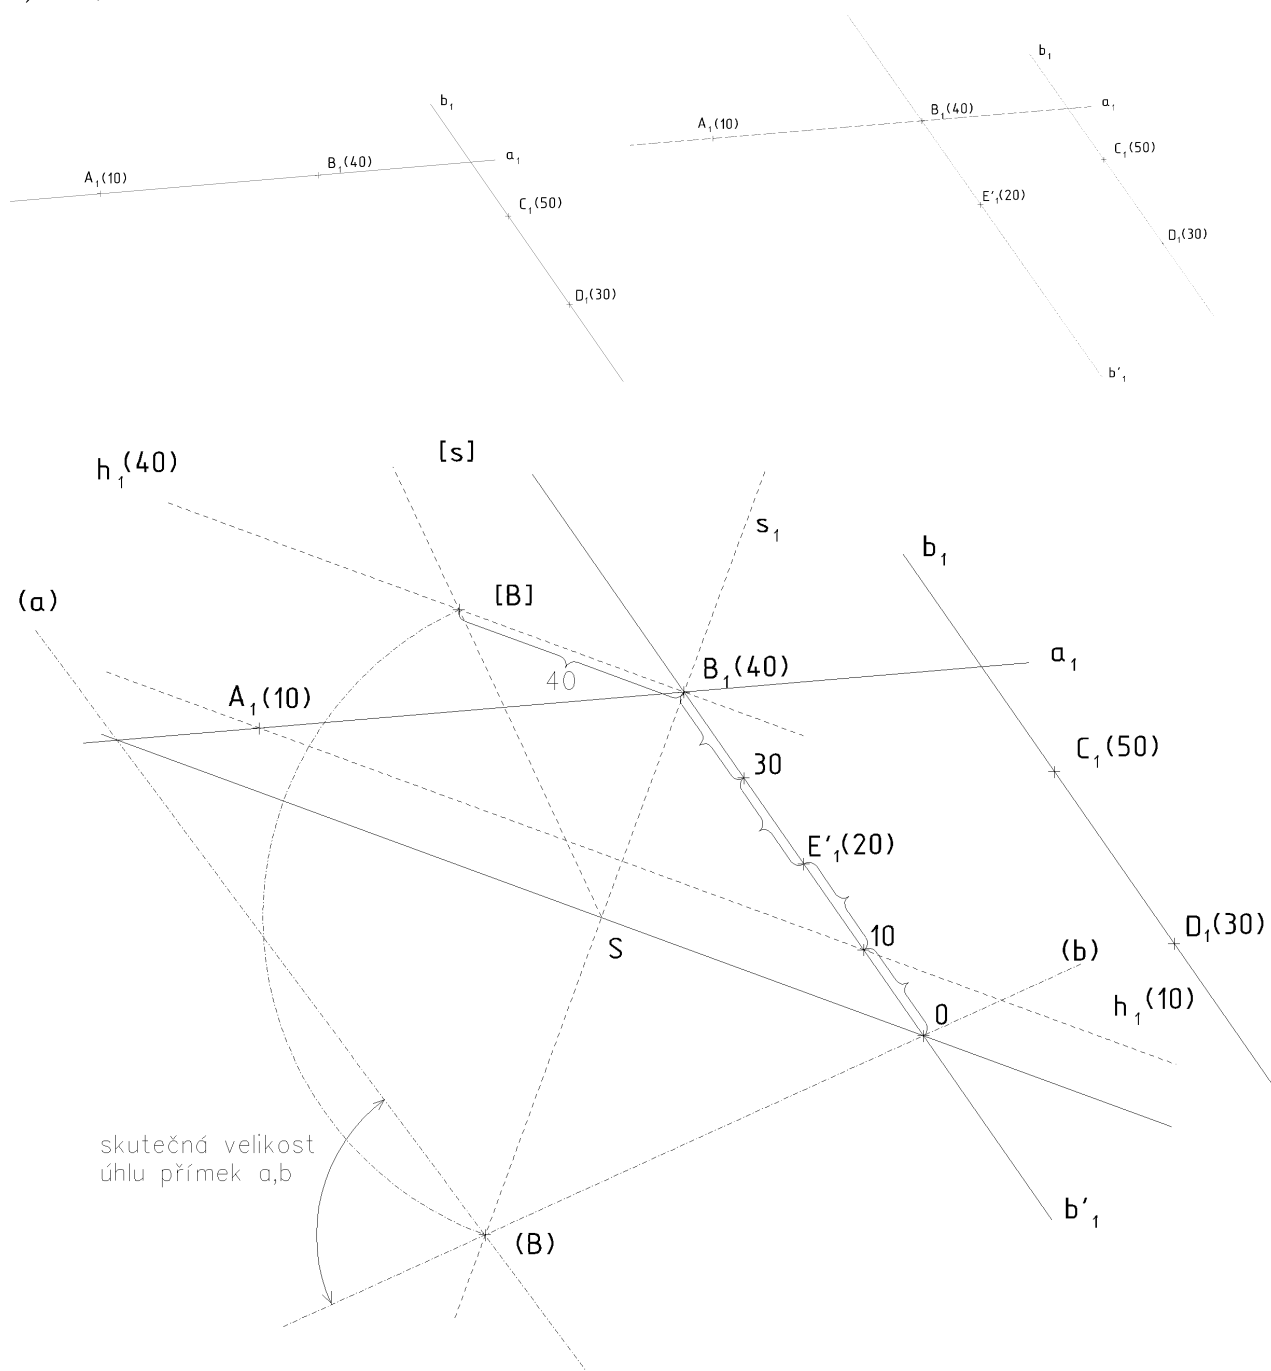 b₁
A₁(10)
B₁(40)
a₁
C₁(50)
D₁(30)
b₁
A₁(10)
B₁(40)
a₁
C₁(50)
E'₁(20)
D₁(30)
b'₁
[s]
h₁(40)
s₁
b₁
(a)
[B]
40
A₁(10)
B₁(40)
a₁
30
C₁(50)
E'₁(20)
S
10
D₁(30)
(b)
0
h₁(10)
skutečná velikost
úhlu přímek a,b
(B)
b'₁